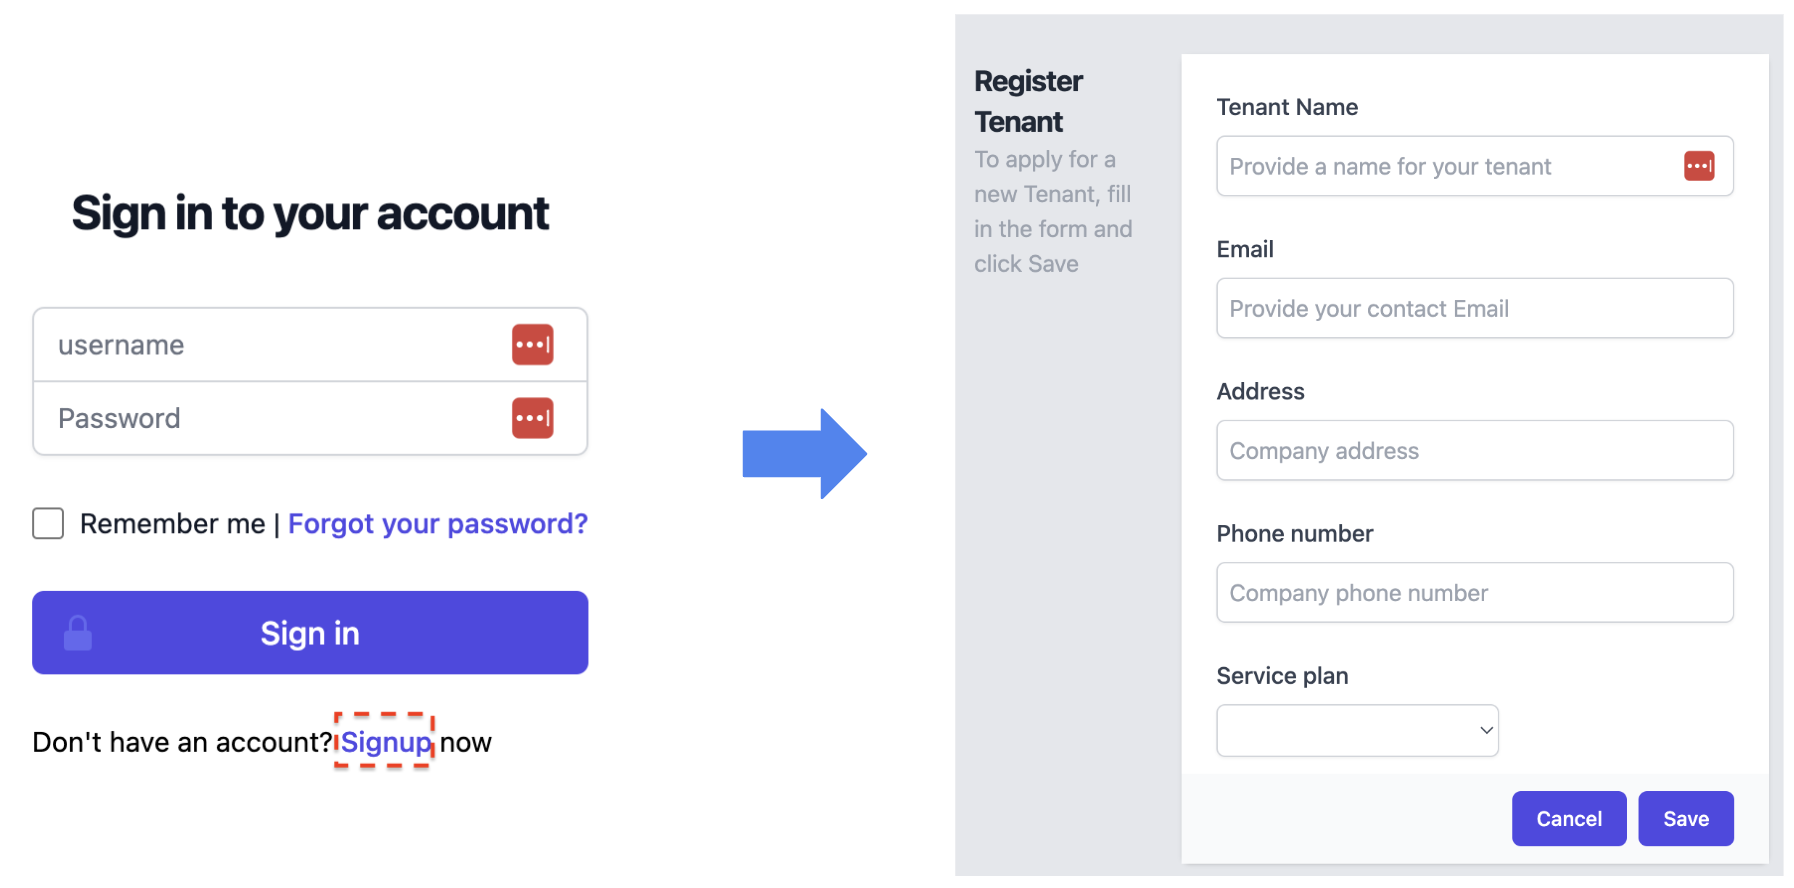 Sign in to your account
username
Password
Remember me | Forgot your password?
Sign in
Don't have an account? Signup now
Register
Tenant
To apply for a
new Tenant, fill
in the form and
click Save
Tenant Name
Provide a name for your tenant
Email
Provide your contact Email
Address
Company address
Phone number
Company phone number
Service plan
Cancel
Save